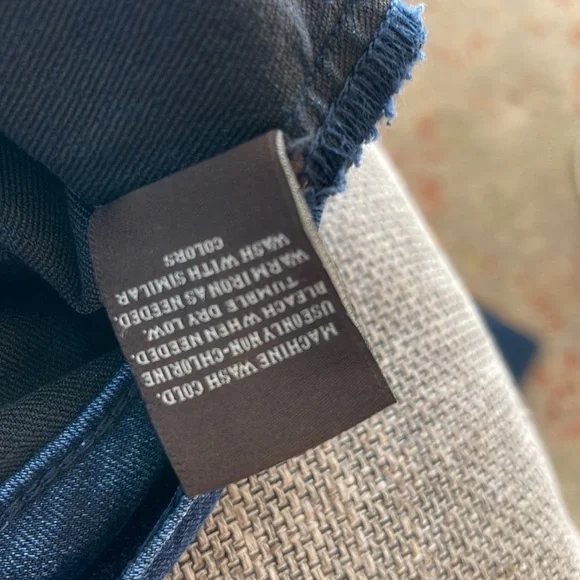 MACHINE WASH COLD.
USE ONLY NON-CHLORINE
BLEACH WHEN NEEDED.
TUMBLE DRY LOW.
WARM IRON AS NEEDED.
WASH WITH SIMILAR
COLORS